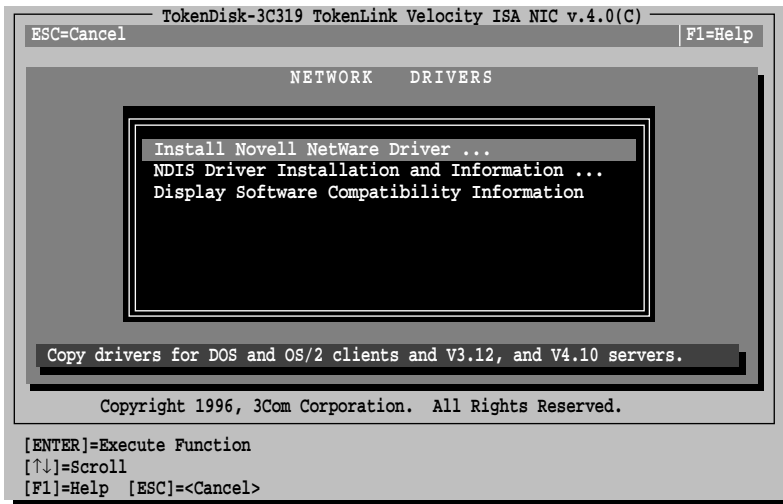 TokenDisk-3C319 TokenLink Velocity ISA NIC v.4.0(C)
ESC=Cancel F1=Help
NETWORK DRIVERS
Install Novell NetWare Driver ...
NDIS Driver Installation and Information ...
Display Software Compatibility Information
Copy drivers for DOS and OS/2 clients and V3.12, and V4.10 servers.
Copyright 1996, 3Com Corporation. All Rights Reserved.
[ENTER]=Execute Function
[↑↓]=Scroll
[F1]=Help [ESC]=<Cancel>